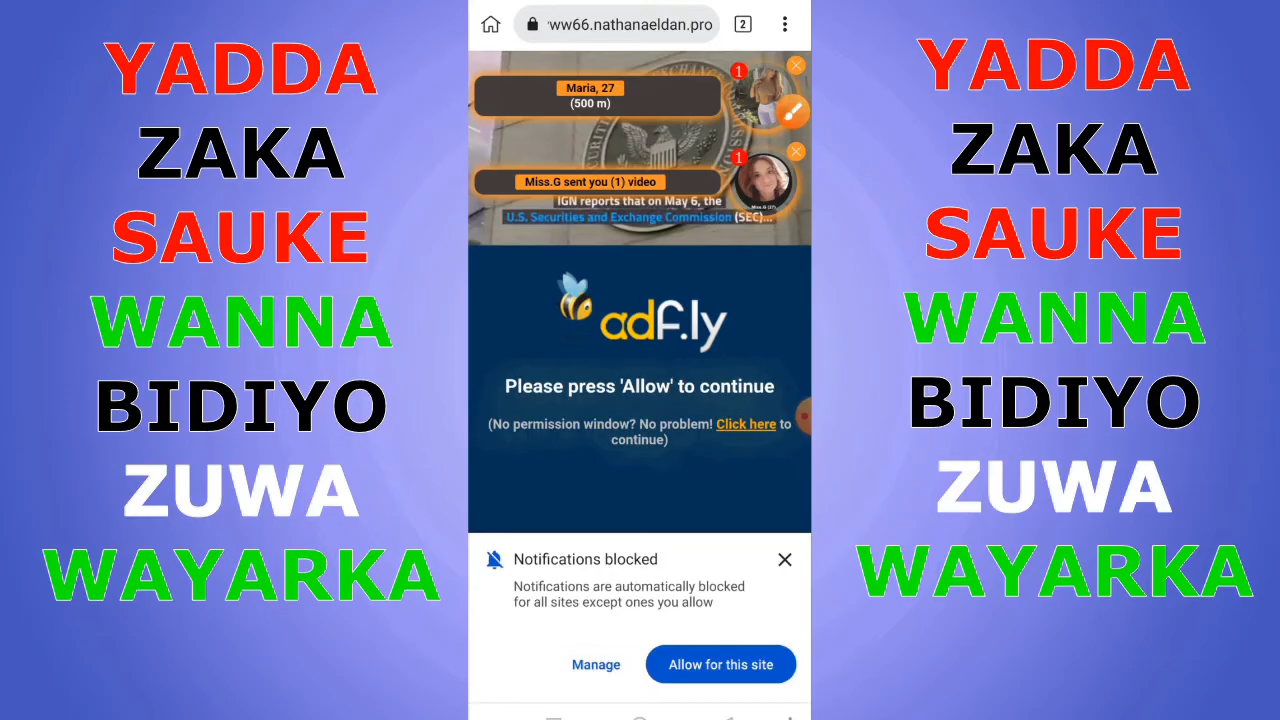 YADDA
ZAKA
SAUKE
WANNA
BIDIYO
ZUWA
WAYARKA
ww66.nathanaeldan.pro
2
Maria, 27
(500 m)
1
Miss.G sent you (1) video
1
IGN reports that on May 6, the
U.S. Securities and Exchange Commission (SEC)...
adf.ly
Please press 'Allow' to continue
(No permission window? No problem! Click here to
continue)
Notifications blocked
Notifications are automatically blocked
for all sites except ones you allow
Manage
Allow for this site
YADDA
ZAKA
SAUKE
WANNA
BIDIYO
ZUWA
WAYARKA